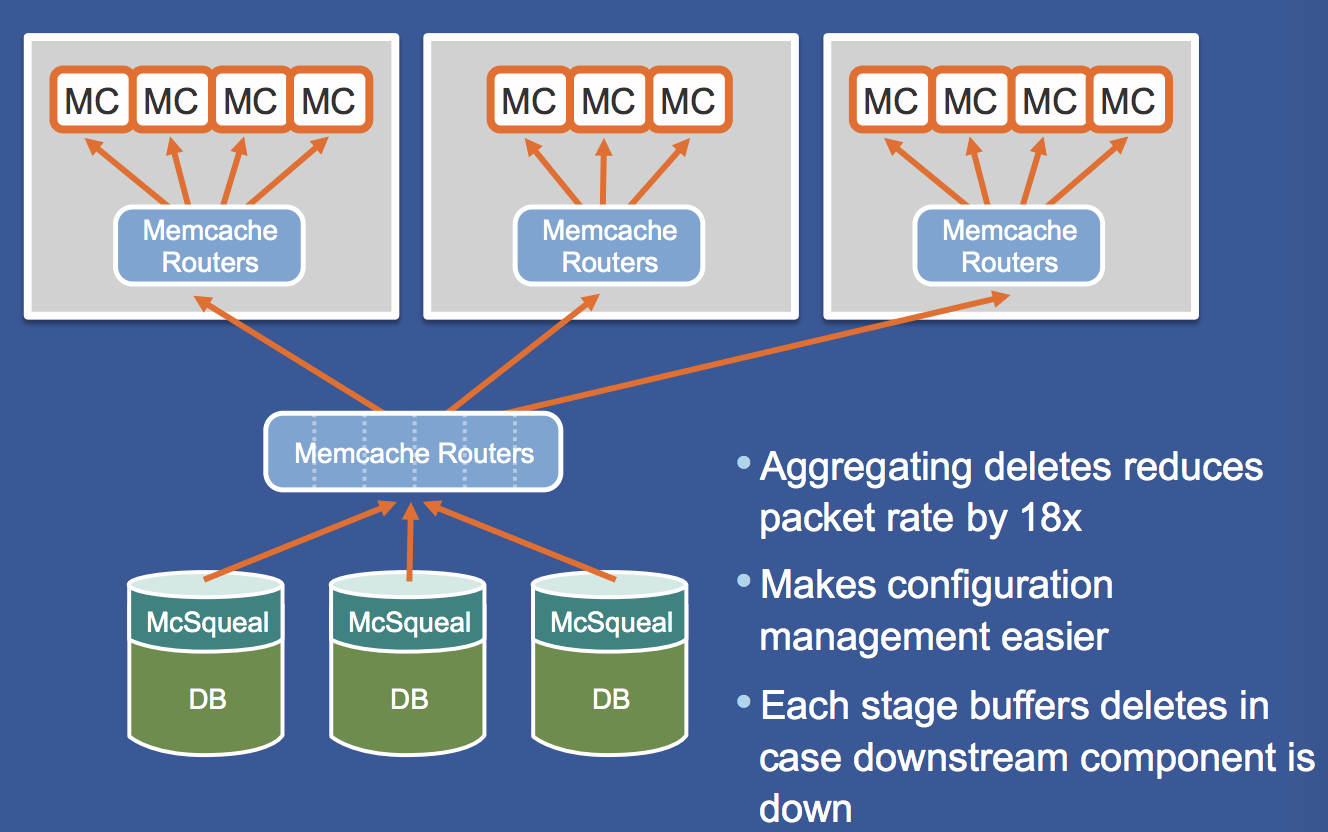 MC MC MC MC
MC MC MC
MC MC MC MC
Memcache
Routers
Memcache
Routers
Memcache
Routers
Memcache Routers
McSqueal
DB
McSqueal
DB
McSqueal
DB
• Aggregating deletes reduces
packet rate by 18x
• Makes configuration
management easier
• Each stage buffers deletes in
case downstream component is
down